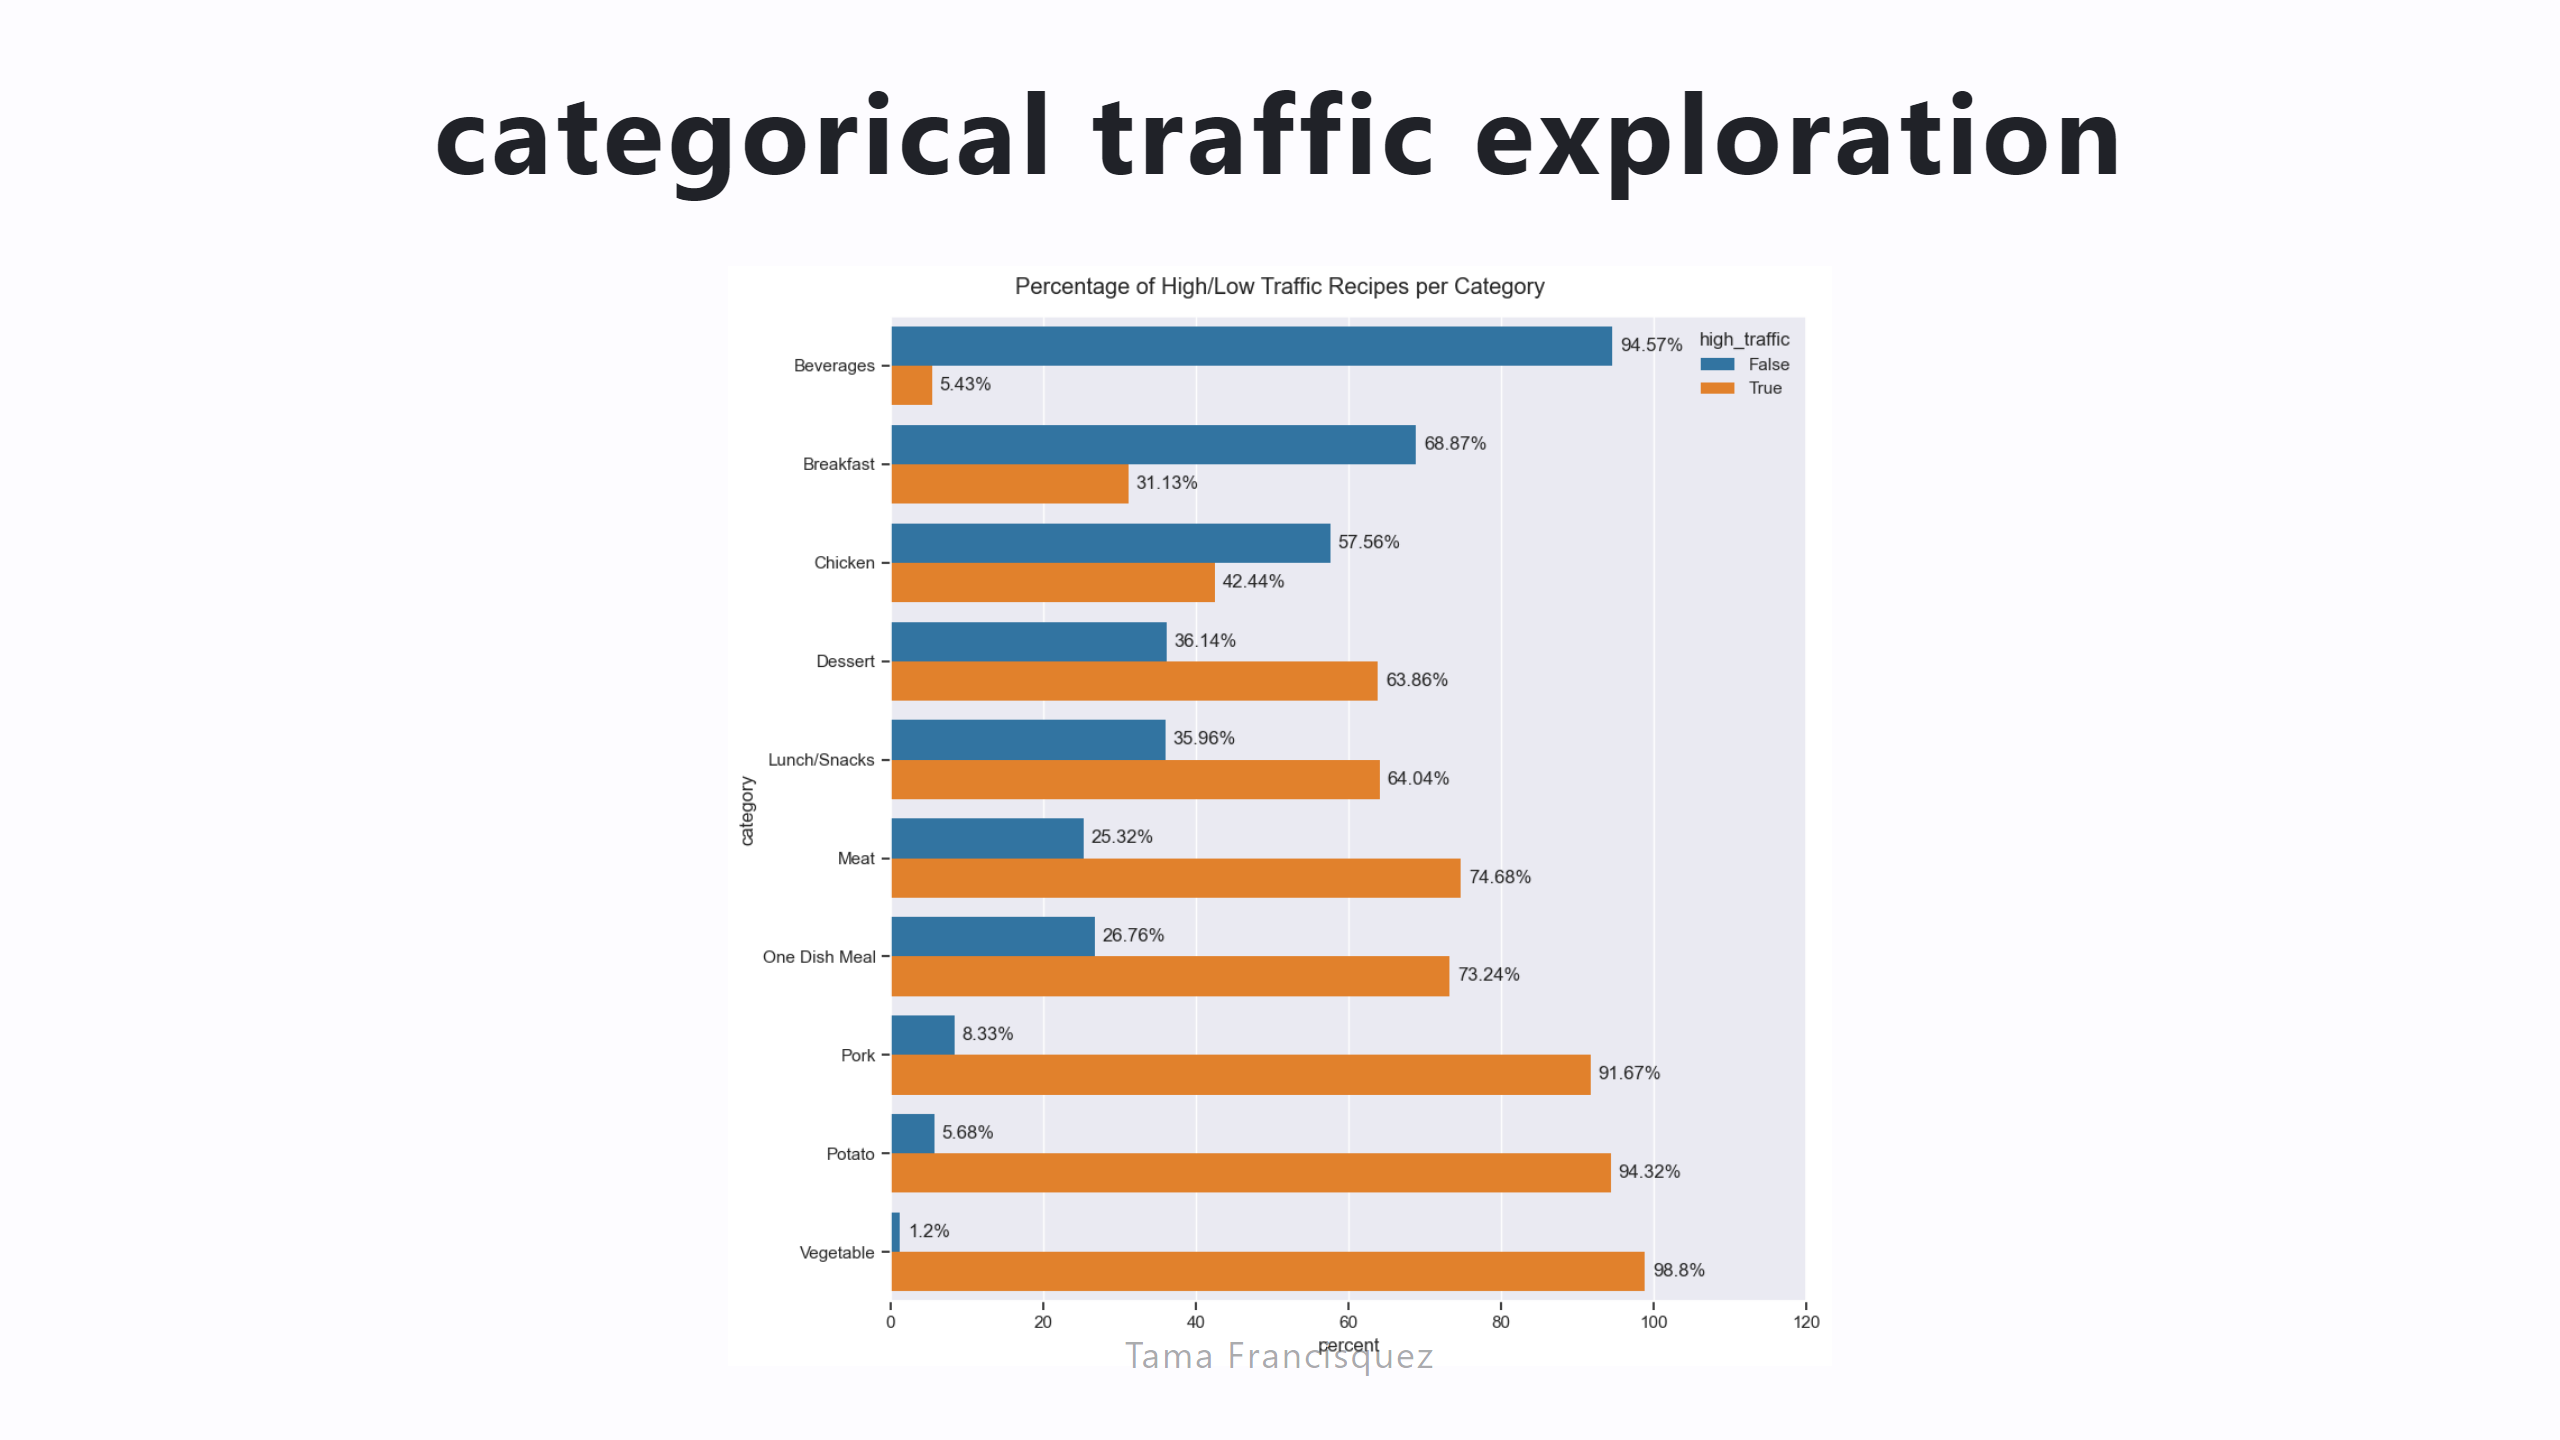 categorical traffic exploration
Percentage of High/Low Traffic Recipes per Category
high_traffic
False
True
category
Beverages
94.57%
5.43%
Breakfast
68.87%
31.13%
Chicken
57.56%
42.44%
Dessert
36.14%
63.86%
Lunch/Snacks
35.96%
64.04%
Meat
25.32%
74.68%
One Dish Meal
26.76%
73.24%
Pork
8.33%
91.67%
Potato
5.68%
94.32%
Vegetable
1.2%
98.8%
0 20 40 60 80 100 120
percent
Tama Francisquez